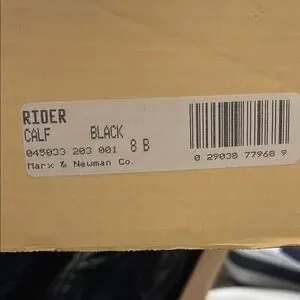 RIDER
CALF BLACK
045033 203 001 8 B
Marx & Newman Co.
0 29038 77968 9